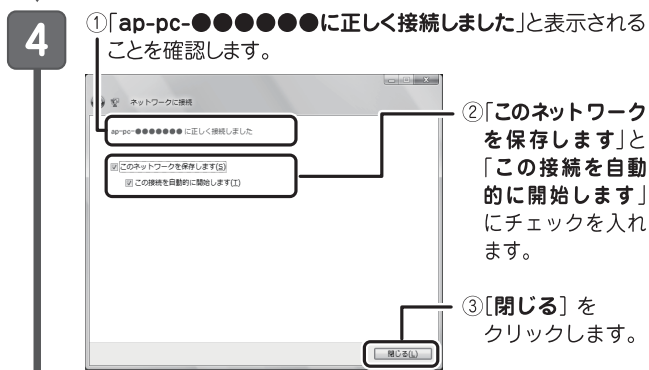 4
①「ap-pc-●●●●●●に正しく接続しました」と表示される
ことを確認します。
ネットワークに接続
ap-pc-●●●●●●● に正しく接続しました
このネットワークを保存します(S)
この接続を自動的に開始します(T)
②「このネットワーク
を保存します」と
「この接続を自動
的に開始します」
にチェックを入れ
ます。
③[閉じる] を
クリックします。
閉じる(L)